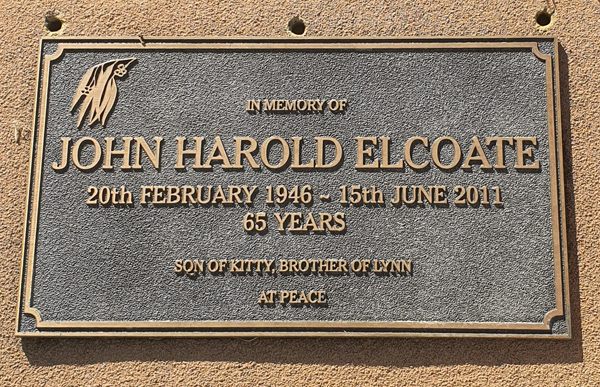 IN MEMORY OF
JOHN HAROLD ELCOATE
20th FEBRUARY 1946 ~ 15th JUNE 2011
65 YEARS
SON OF KITTY, BROTHER OF LYNN
AT PEACE